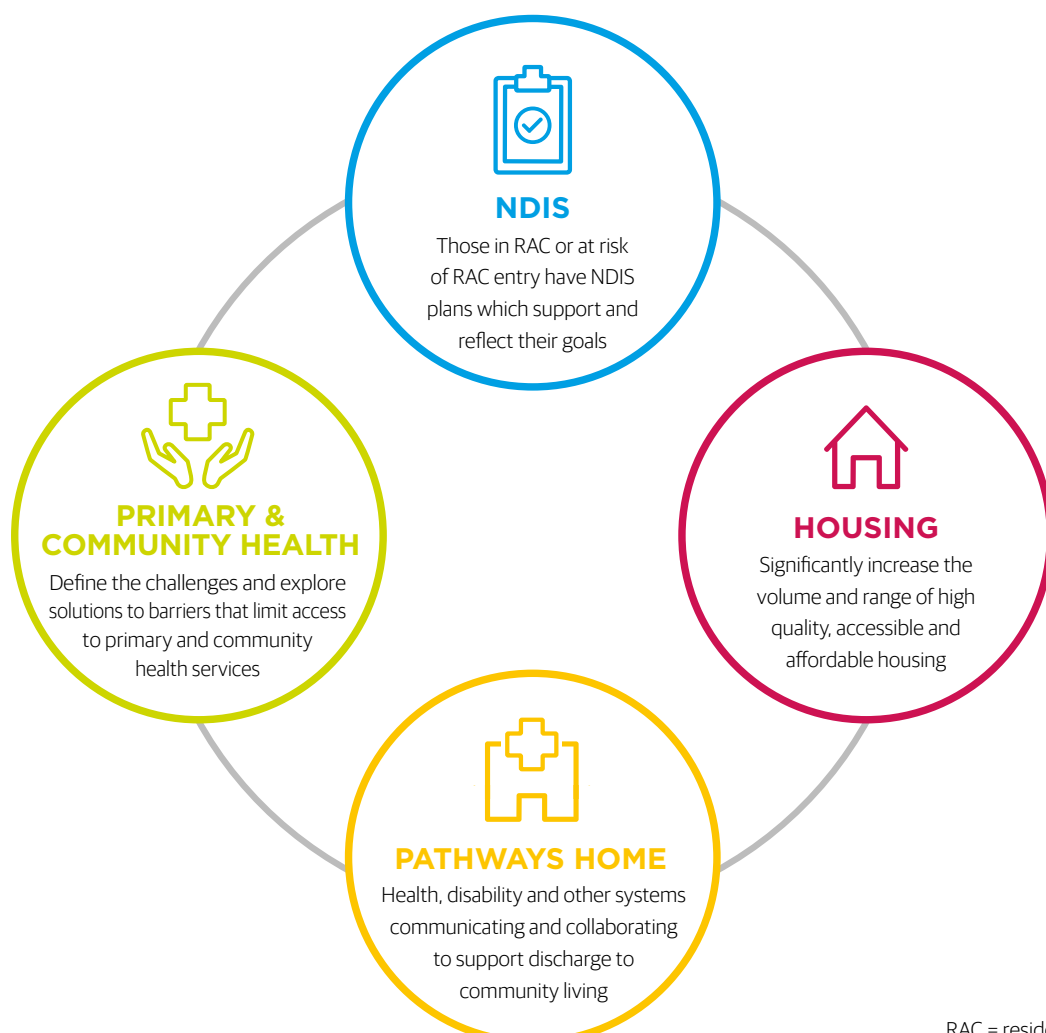 NDIS
Those in RAC or at risk
of RAC entry have NDIS
plans which support and
reflect their goals
PRIMARY &
COMMUNITY HEALTH
Define the challenges and explore
solutions to barriers that limit access
to primary and community
health services
HOUSING
Significantly increase the
volume and range of high
quality, accessible and
affordable housing
PATHWAYS HOME
Health, disability and other systems
communicating and collaborating
to support discharge to
community living
RAC =